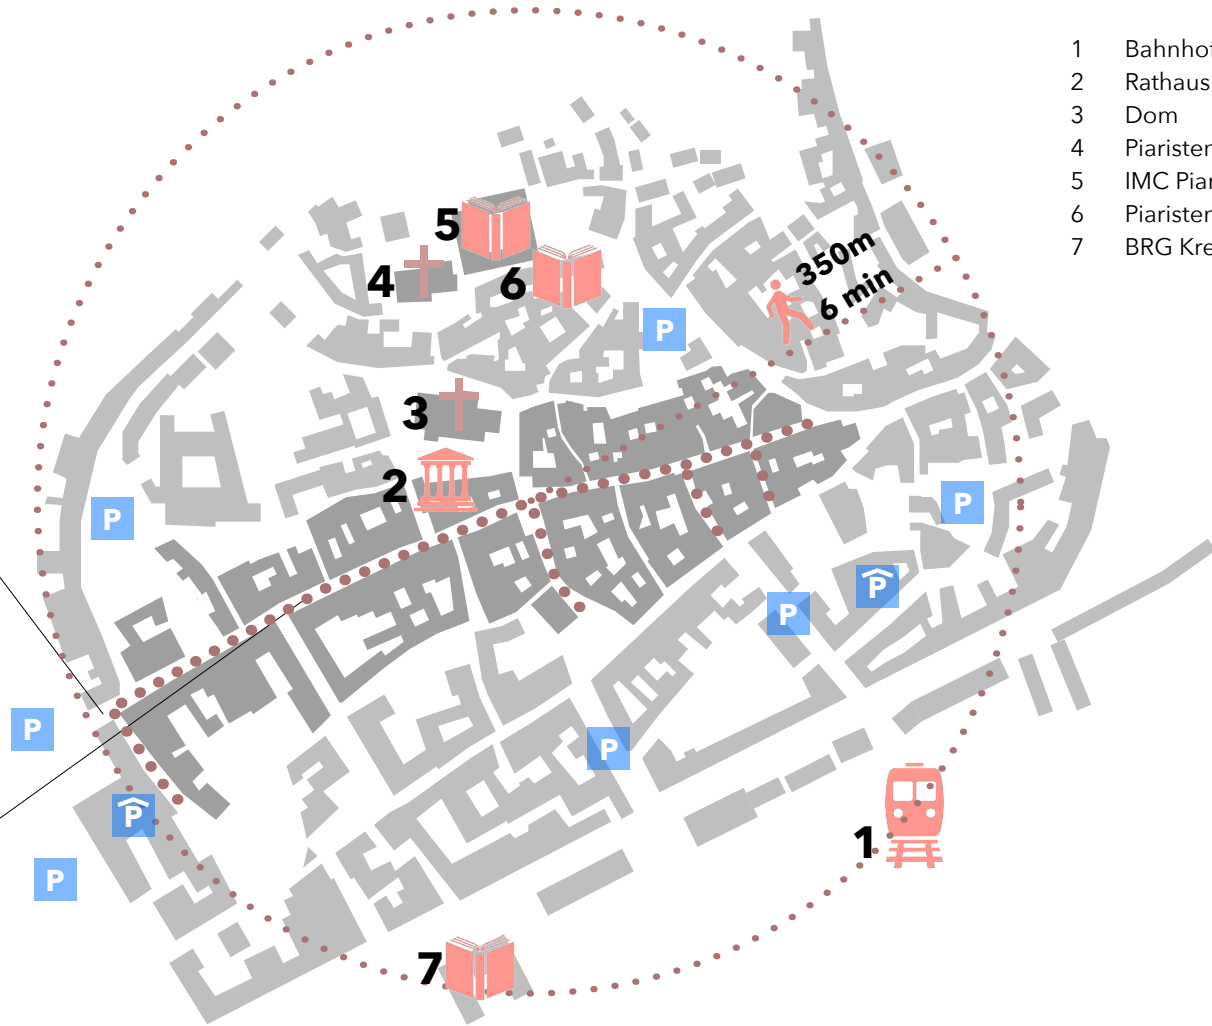 1 Bahnhof
2 Rathaus
3 Dom
4 Piaristen
5 IMC Piar
6 Piaristen
7 BRG Kre
5
4
6
350m
6 min
P
3
2
P
P
P
P
P
P
P
1
P
P
7